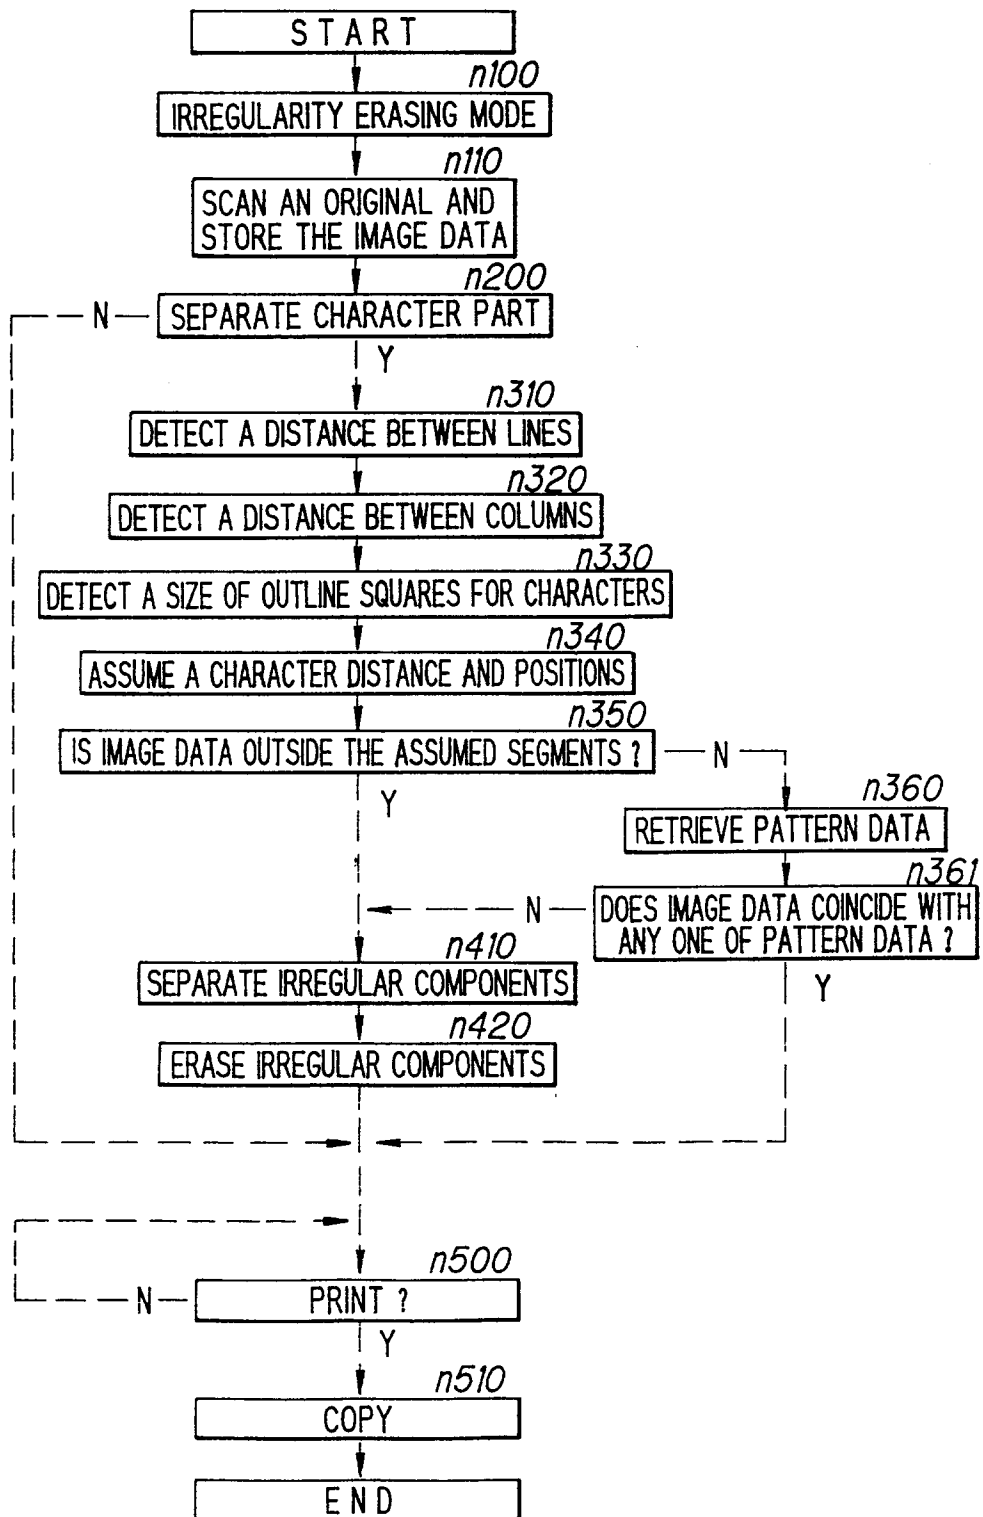 START
n100
IRREGULARITY ERASING MODE
n110
SCAN AN ORIGINAL AND
STORE THE IMAGE DATA
n200
N
SEPARATE CHARACTER PART
Y
n310
DETECT A DISTANCE BETWEEN LINES
n320
DETECT A DISTANCE BETWEEN COLUMNS
n330
DETECT A SIZE OF OUTLINE SQUARES FOR CHARACTERS
n340
ASSUME A CHARACTER DISTANCE AND POSITIONS
n350
IS IMAGE DATA OUTSIDE THE ASSUMED SEGMENTS ?
N
Y
n360
RETRIEVE PATTERN DATA
n361
DOES IMAGE DATA COINCIDE WITH
ANY ONE OF PATTERN DATA ?
N
Y
n410
SEPARATE IRREGULAR COMPONENTS
n420
ERASE IRREGULAR COMPONENTS
n500
N
PRINT ?
Y
n510
COPY
END